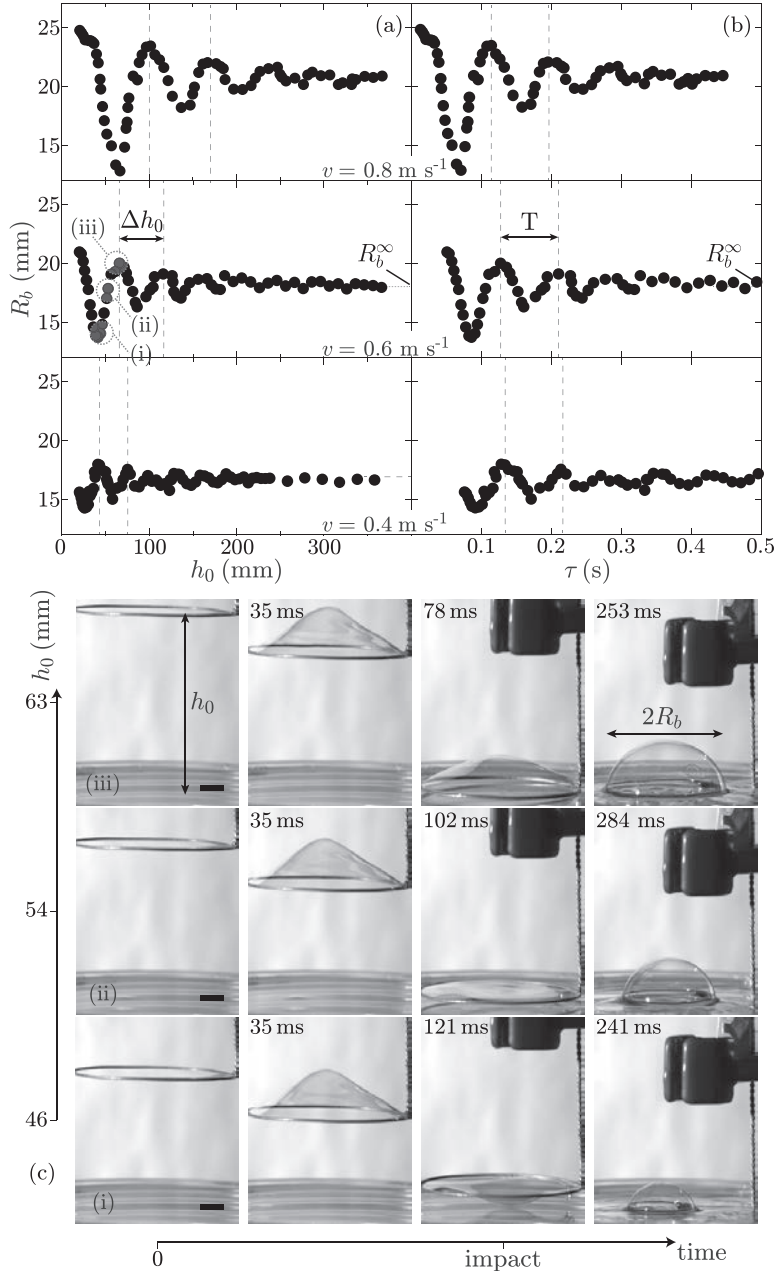 25
20
15
(a)
(b)
v = 0.8 m s⁻¹
25
20
15
R_b (mm)
(iii)
Δh₀
(ii)
(i)
R_b^∞
T
R_b^∞
v = 0.6 m s⁻¹
25
20
15
v = 0.4 m s⁻¹
0 100 200 300
0.1 0.2 0.3 0.4 0.5
h₀ (mm)
τ (s)
h₀ (mm)
63
54
46
h₀
(iii)
35 ms
78 ms
253 ms
2R_b
(ii)
35 ms
102 ms
284 ms
(i)
35 ms
121 ms
241 ms
(c)
0
impact
time